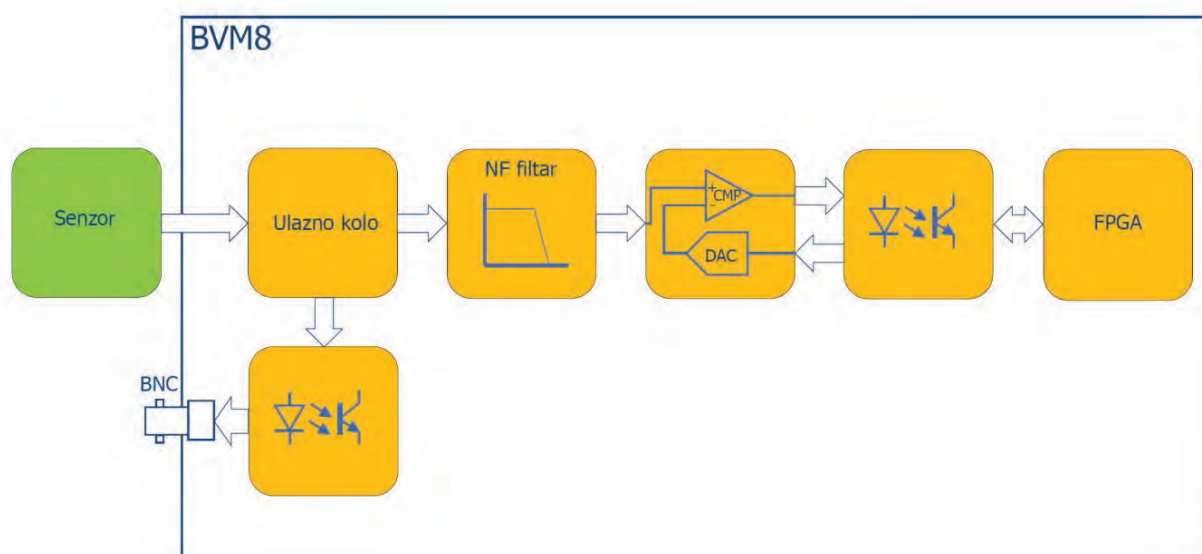 BVM8
Senzor
Ulazno kolo
NF filtar
+
CMP
−
DAC
FPGA
BNC